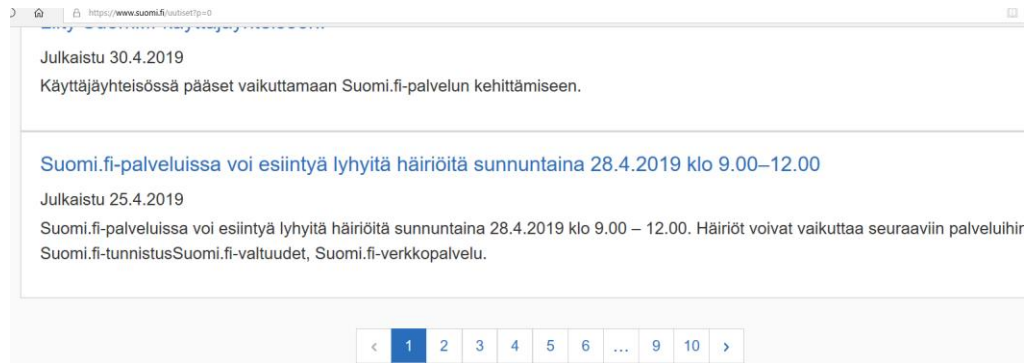 https://www.suomi.fi/uutiset?p=0
Julkaistu 30.4.2019
Käyttäjäyhteisössä pääset vaikuttamaan Suomi.fi-palvelun kehittämiseen.
Suomi.fi-palveluissa voi esiintyä lyhyitä häiriöitä sunnuntaina 28.4.2019 klo 9.00–12.00
Julkaistu 25.4.2019
Suomi.fi-palveluissa voi esiintyä lyhyitä häiriöitä sunnuntaina 28.4.2019 klo 9.00 – 12.00. Häiriöt voivat vaikuttaa seuraaviin
Suomi.fi-tunnistusSuomi.fi-valtuudet, Suomi.fi-verkkopalvelu.
‹ 1 2 3 4 5 6 ... 9 10 ›